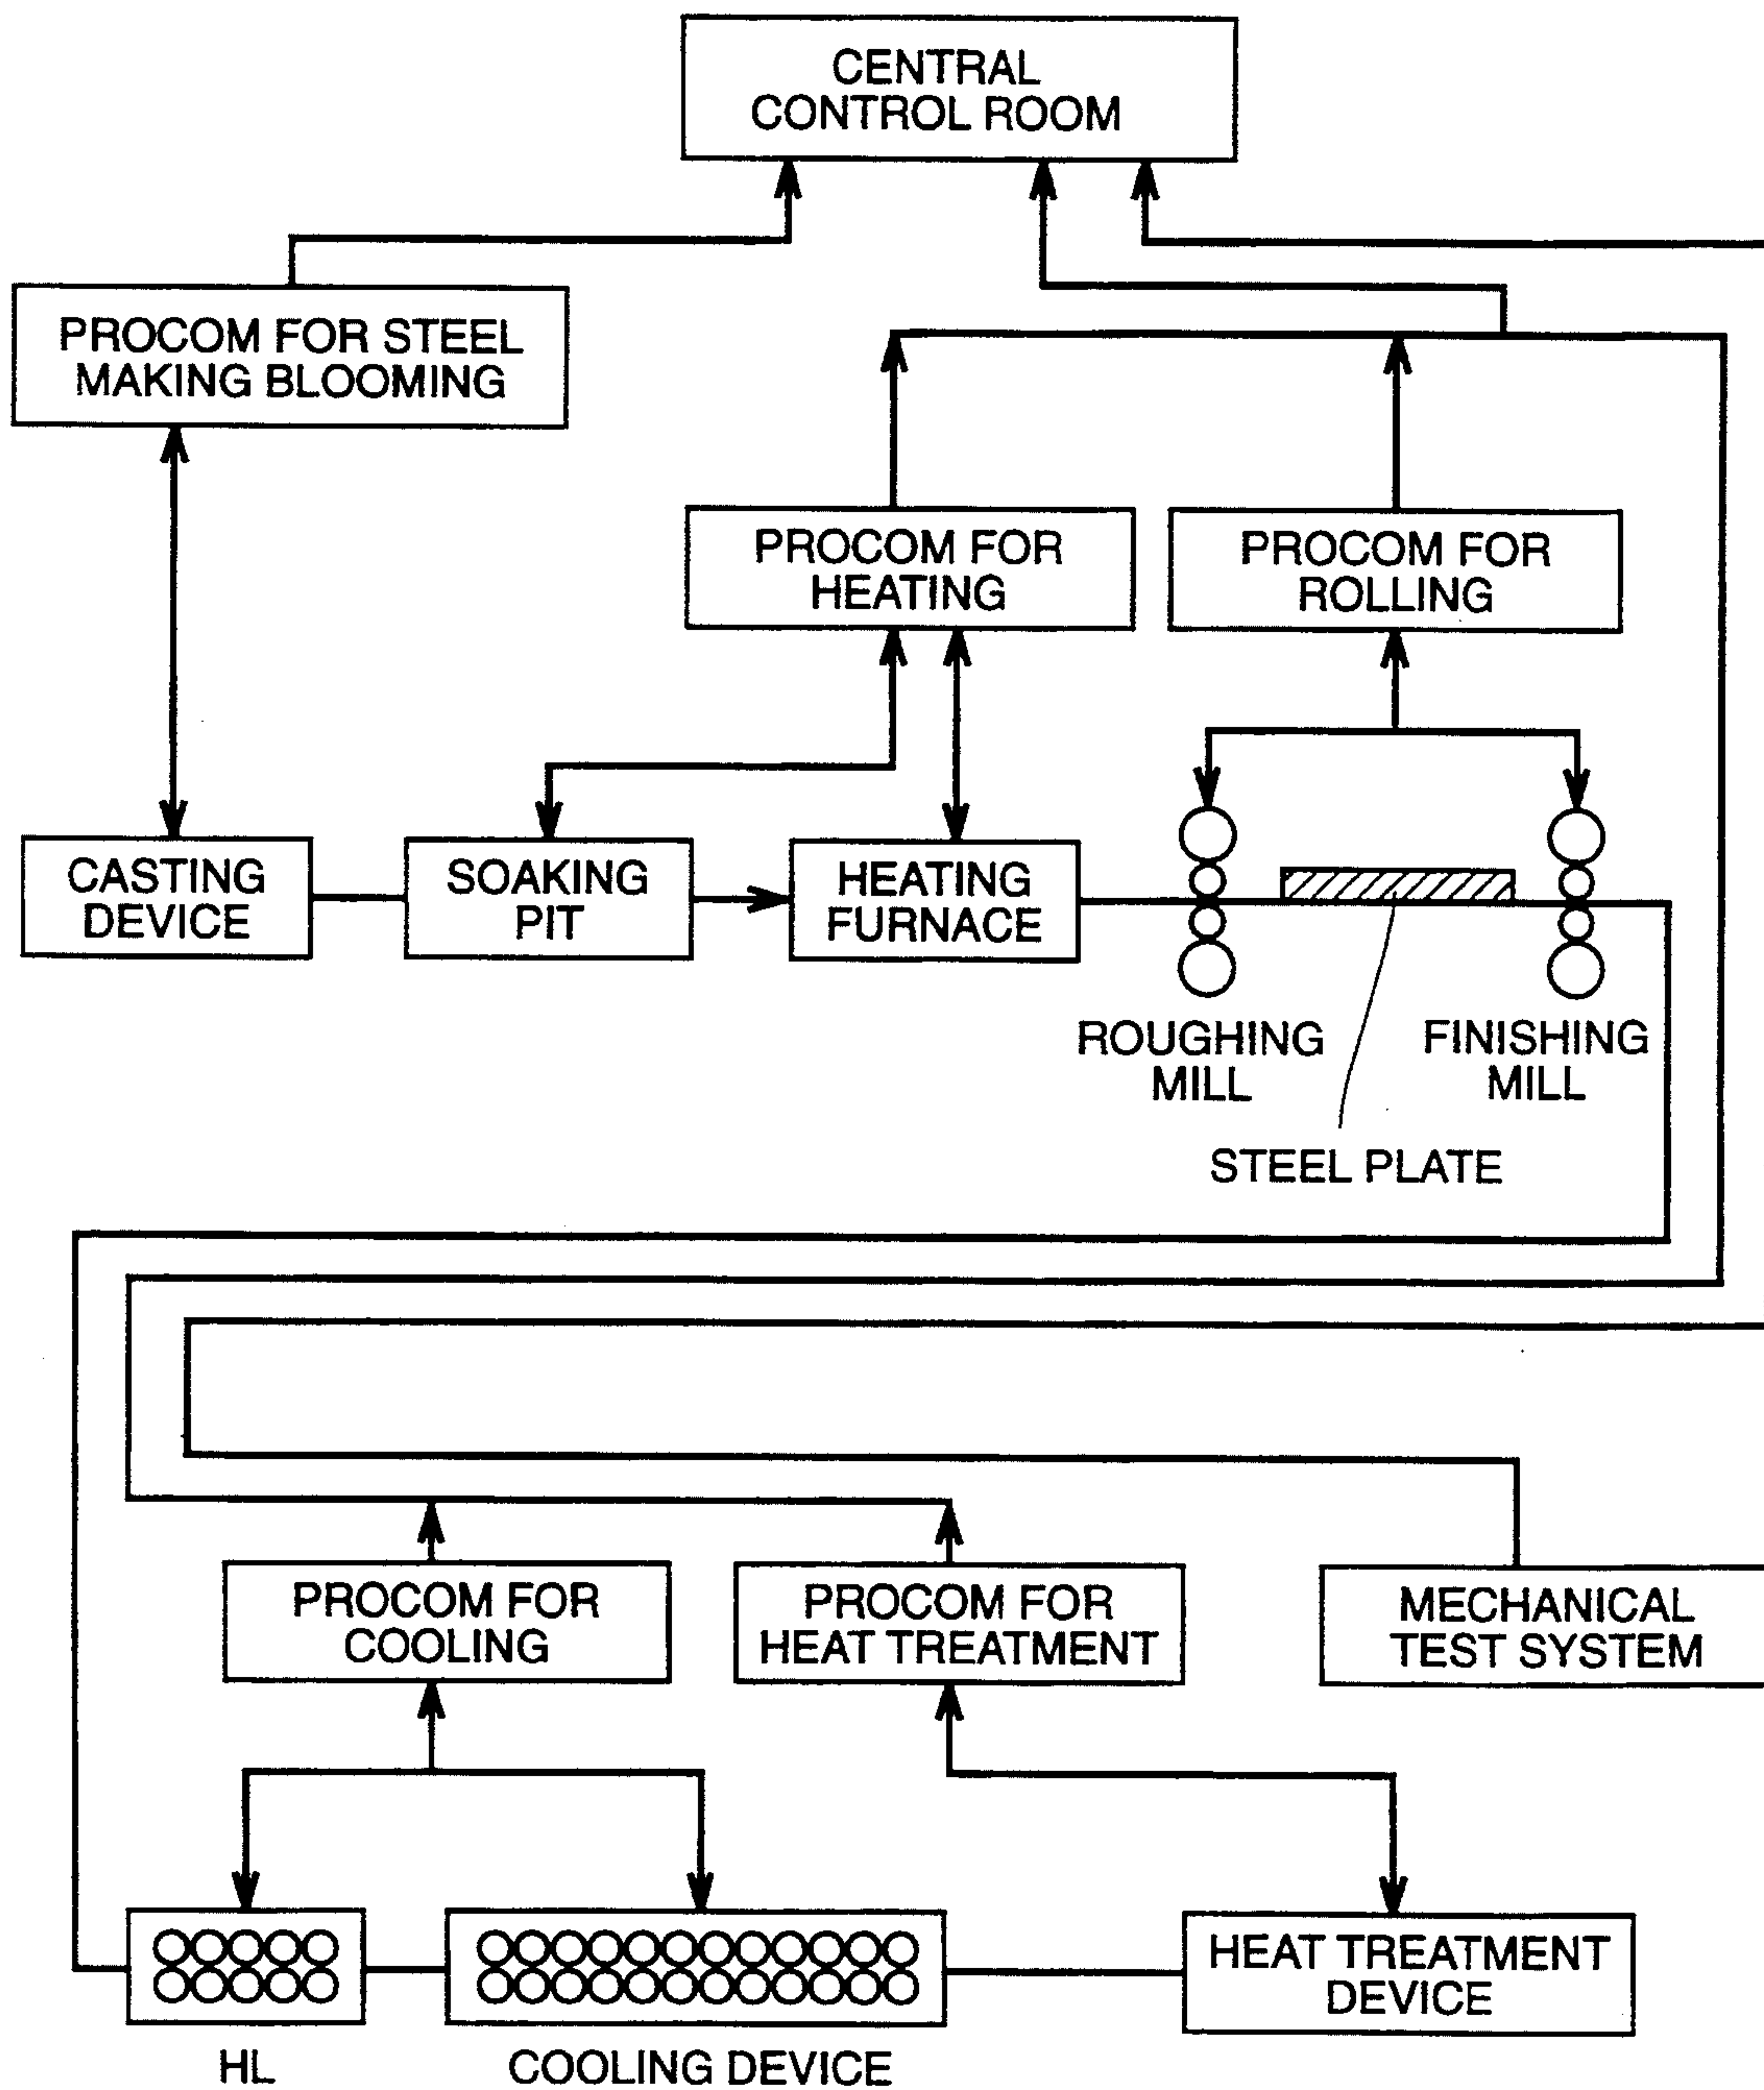 CENTRAL
CONTROL ROOM
PROCOM FOR STEEL
MAKING BLOOMING
PROCOM FOR
HEATING
PROCOM FOR
ROLLING
CASTING
DEVICE
SOAKING
PIT
HEATING
FURNACE
ROUGHING
MILL
FINISHING
MILL
STEEL PLATE
PROCOM FOR
COOLING
PROCOM FOR
HEAT TREATMENT
MECHANICAL
TEST SYSTEM
HEAT TREATMENT
DEVICE
HL
COOLING DEVICE